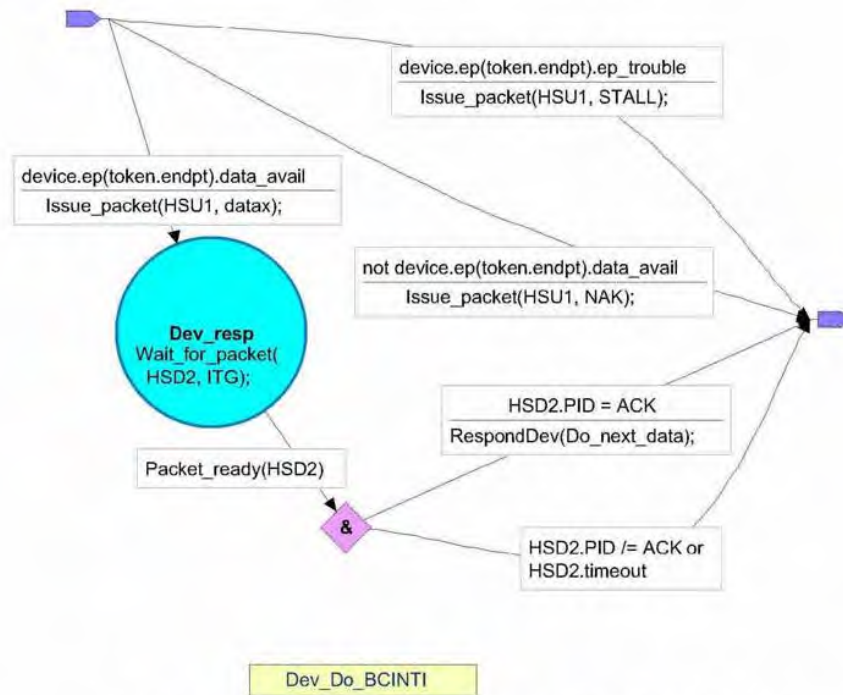 device.ep(token.endpt).ep_trouble
Issue_packet(HSU1, STALL);
device.ep(token.endpt).data_avail
Issue_packet(HSU1, datax);
not device.ep(token.endpt).data_avail
Issue_packet(HSU1, NAK);
Dev_resp
Wait_for_packet(
HSD2, ITG);
HSD2.PID = ACK
RespondDev(Do_next_data);
Packet_ready(HSD2)
&
HSD2.PID /= ACK or
HSD2.timeout
Dev_Do_BCINTI